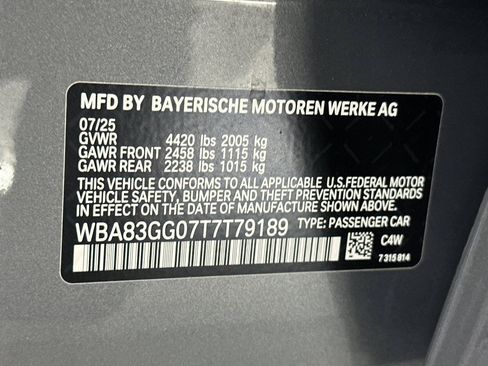 MFD BY BAYERISCHE MOTOREN WERKE AG
07/25
GVWR 4420 lbs 2005 kg
GAWR FRONT 2458 lbs 1115 kg
GAWR REAR 2238 lbs 1015 kg
THIS VEHICLE CONFORMS TO ALL APPLICABLE U.S.FEDERAL MOTOR
VEHICLE SAFETY, BUMPER AND THEFT PREVENTION STANDARDS
IN EFFECT ON THE DATE OF MANUFACTURE SHOWN ABOVE.
WBA83GG07T7T79189 TYPE: PASSENGER CAR
C4W
7315814